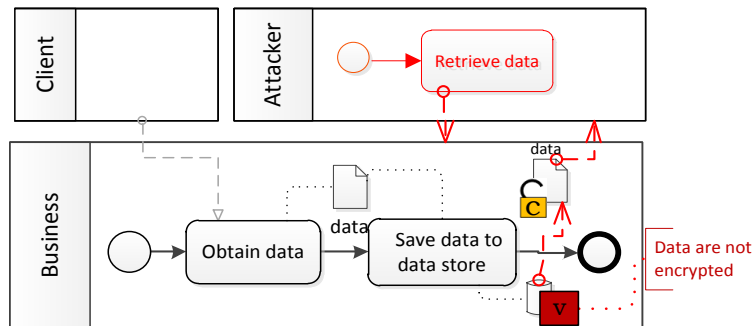 Client
Attacker
Retrieve data
Business
Obtain data
data
Save data to
data store
data
C
V
Data are not
encrypted